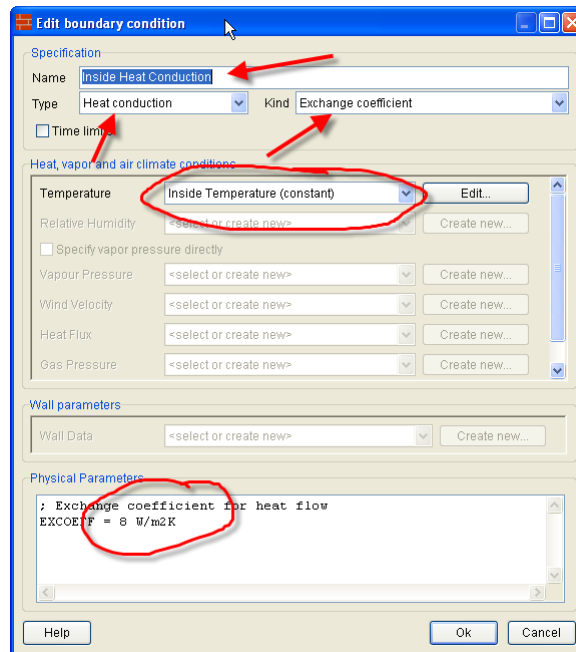 Edit boundary condition
Specification
Name Inside Heat Conduction
Type Heat conduction Kind Exchange coefficient
Time limits
Heat, vapor and air climate conditions
Temperature Inside Temperature (constant) Edit...
Relative Humidity <select or create new> Create new...
Specify vapor pressure directly
Vapour Pressure <select or create new> Create new...
Wind Velocity <select or create new> Create new...
Heat Flux <select or create new> Create new...
Gas Pressure <select or create new> Create new...
Wall parameters
Wall Data <select or create new> Create new...
Physical Parameters
; Exchange coefficient for heat flow
EXCOEFF = 8 W/m2K
Help Ok Cancel